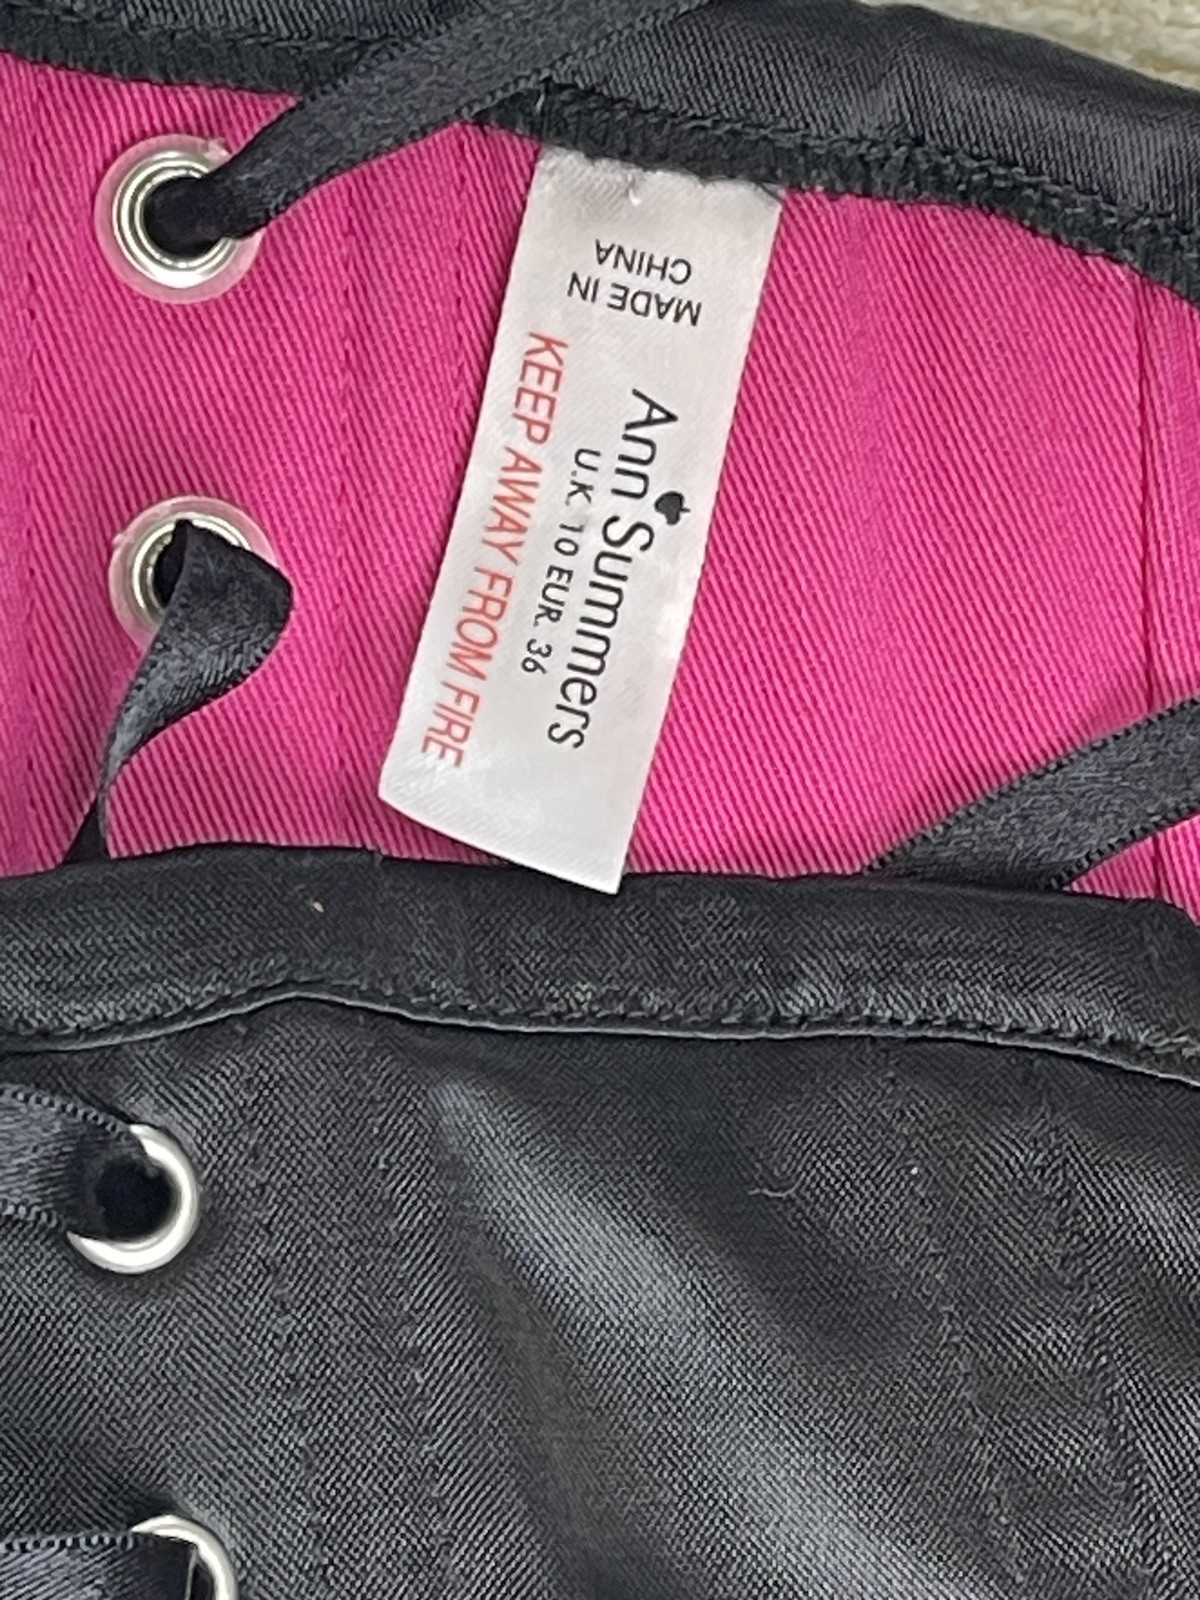 Ann Summers
U.K. 10 EUR. 36
KEEP AWAY FROM FIRE
MADE IN
CHINA